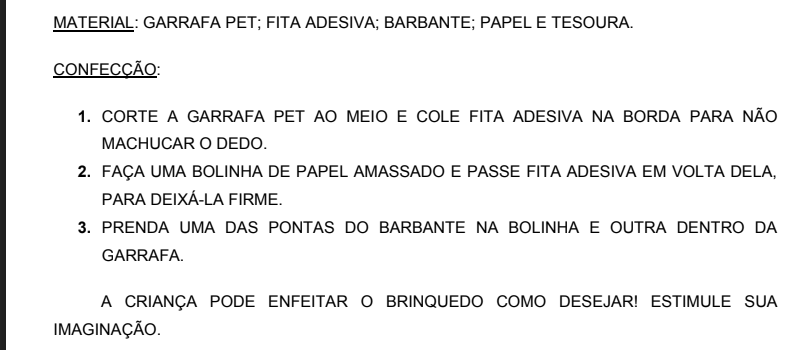 MATERIAL: GARRAFA PET; FITA ADESIVA; BARBANTE; PAPEL E TESOURA.
CONFECÇÃO:
1. CORTE A GARRAFA PET AO MEIO E COLE FITA ADESIVA NA BORDA PARA NÃO
MACHUCAR O DEDO.
2. FAÇA UMA BOLINHA DE PAPEL AMASSADO E PASSE FITA ADESIVA EM VOLTA DELA,
PARA DEIXÁ-LA FIRME.
3. PRENDA UMA DAS PONTAS DO BARBANTE NA BOLINHA E OUTRA DENTRO DA
GARRAFA.
A CRIANÇA PODE ENFEITAR O BRINQUEDO COMO DESEJAR! ESTIMULE SUA
IMAGINAÇÃO.